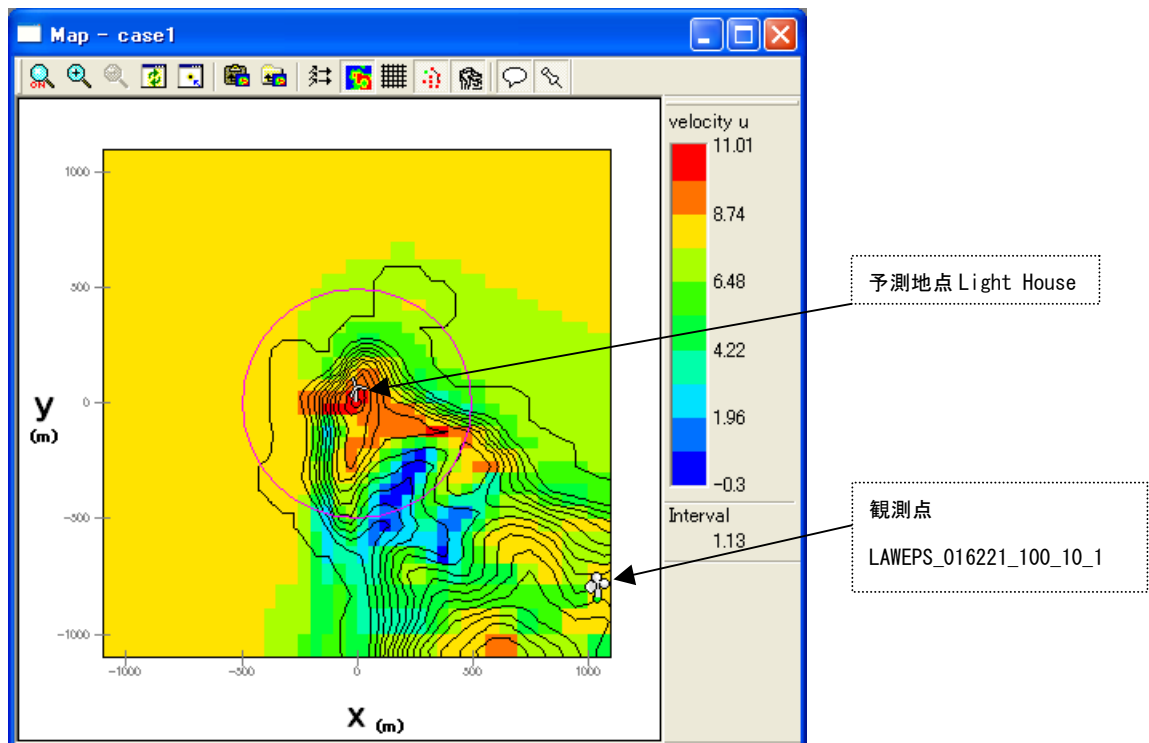 Map - case1
ON
velocity u
11.01
8.74
6.48
4.22
1.96
-0.3
Interval
1.13
1000
500
0
-500
-1000
y
(m)
-1000
-500
0
500
1000
x (m)
予測地点 Light House
観測点
LAWEPS_016221_100_10_1